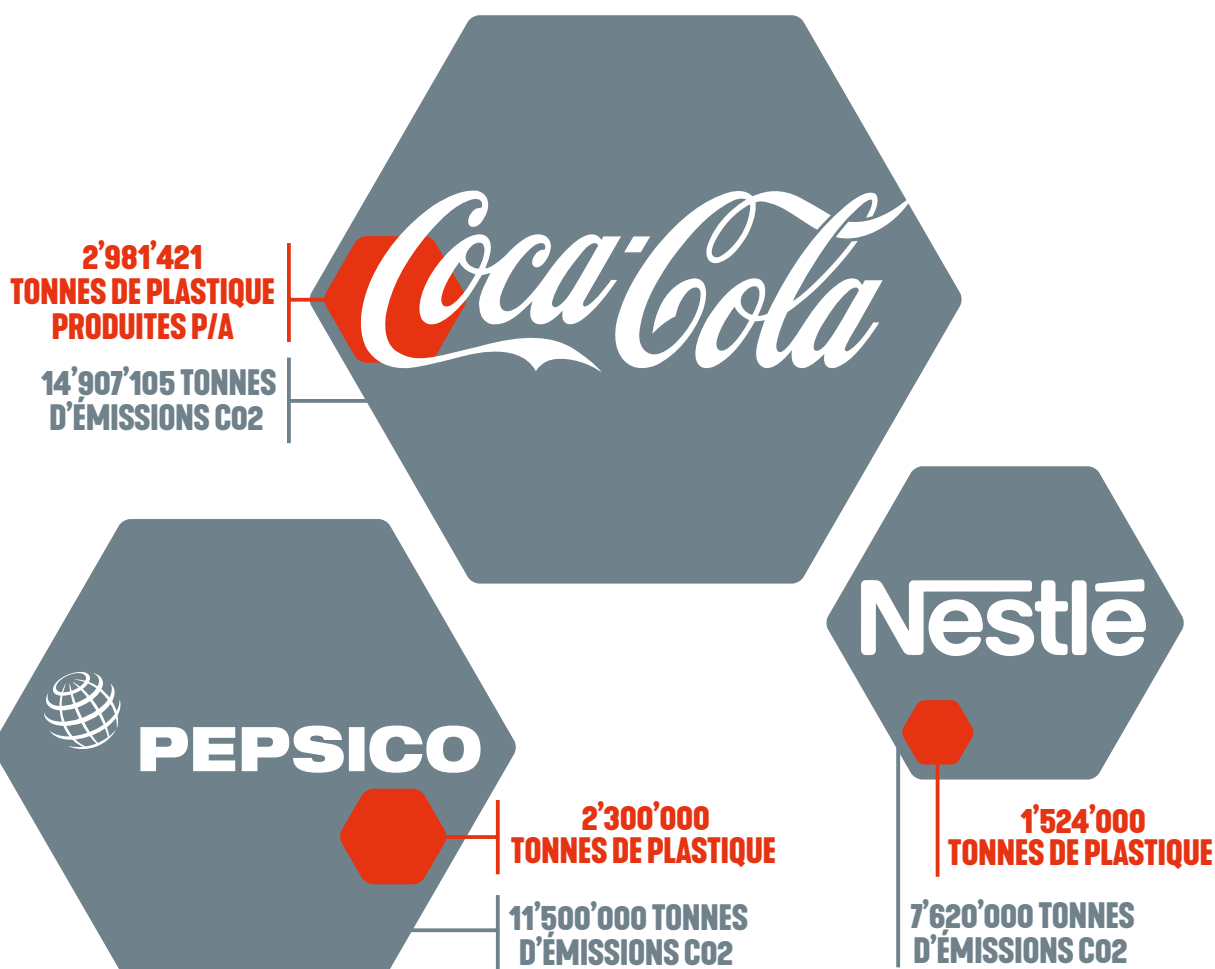 Coca-Cola
2’981’421
TONNES DE PLASTIQUE
PRODUITES P/A
14’907’105 TONNES
D’ÉMISSIONS CO2
Nestlé
PEPSICO
2’300’000
TONNES DE PLASTIQUE
11’500’000 TONNES
D’ÉMISSIONS CO2
1’524’000
TONNES DE PLASTIQUE
7’620’000 TONNES
D’ÉMISSIONS CO2